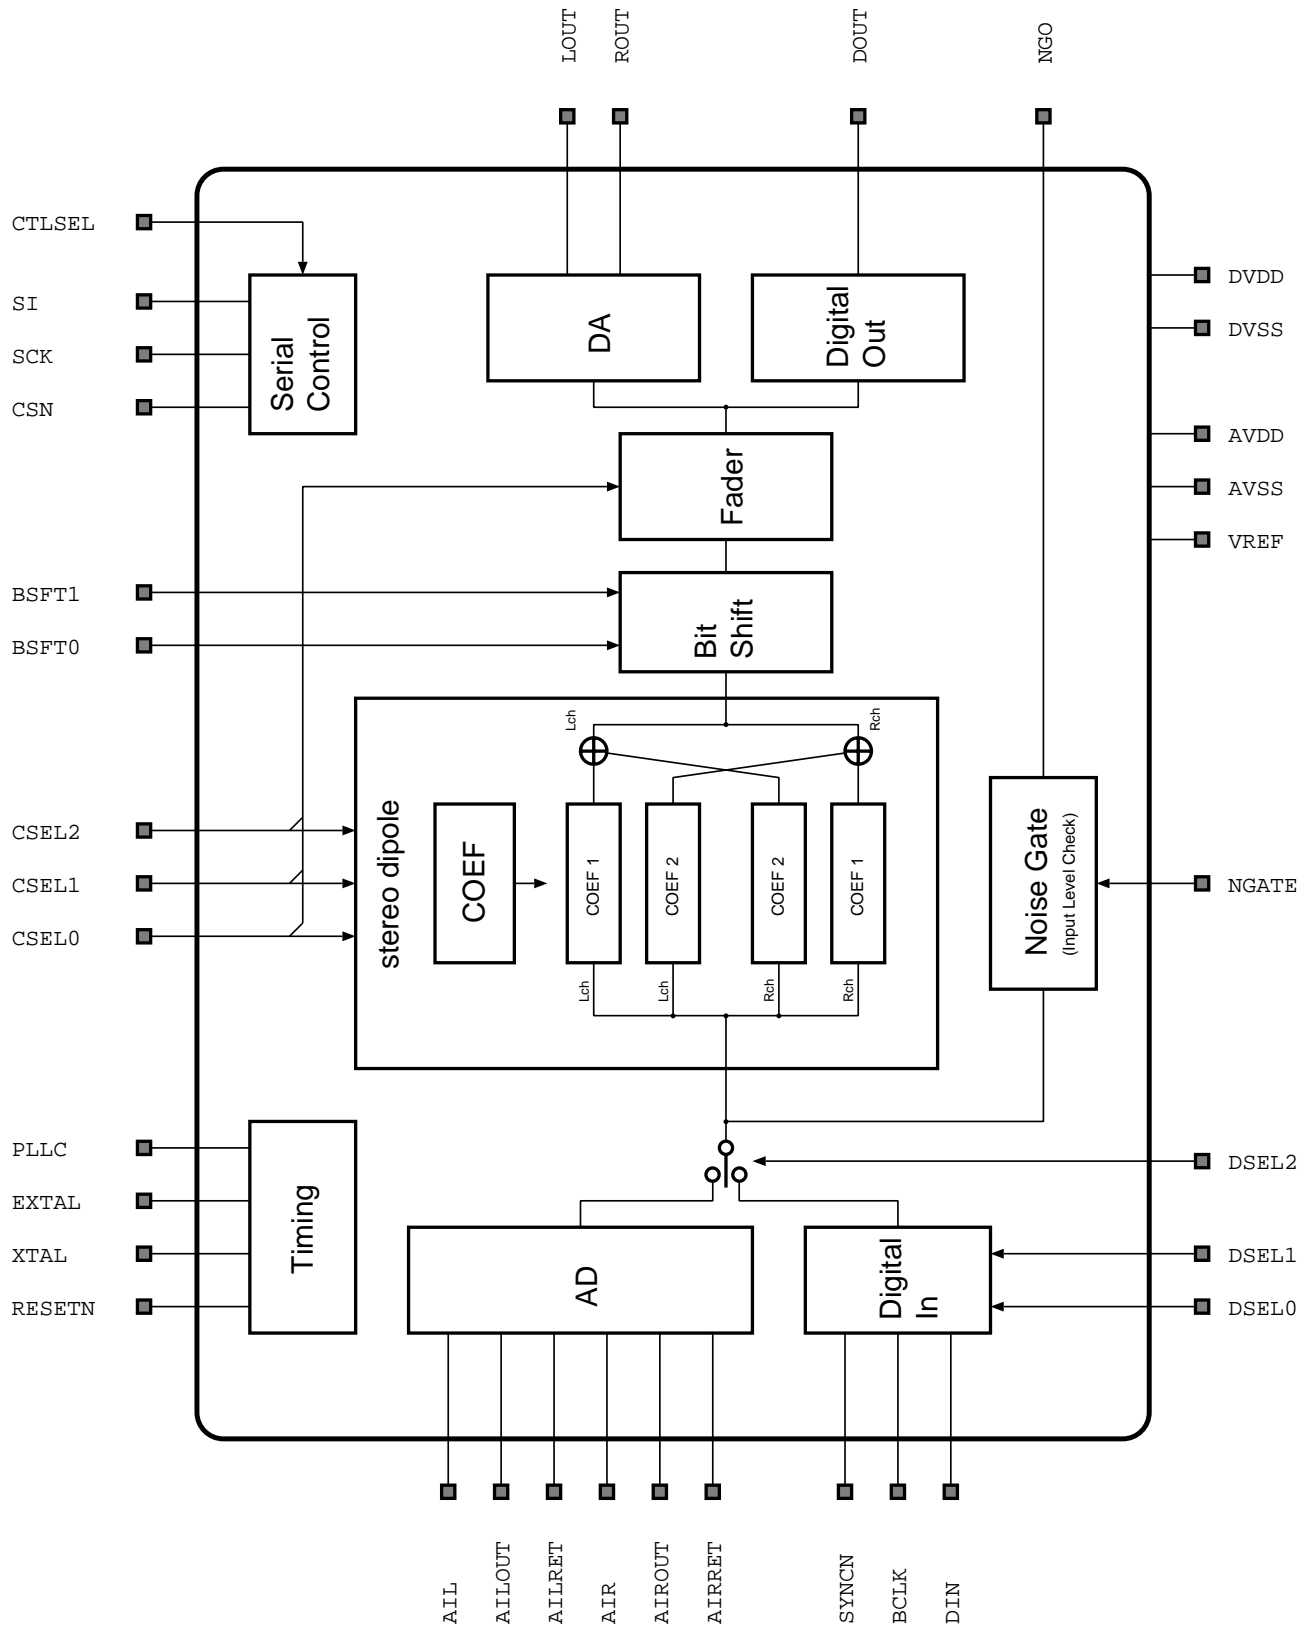 LOUT
ROUT
DOUT
NGO
CTLSEL
SI
SCK
CSN
Serial
Control
DA
Digital
Out
DVDD
DVSS
AVDD
AVSS
VREF
Fader
BSFT1
BSFT0
Bit
Shift
Lch
Rch
CSEL2
CSEL1
CSEL0
stereo dipole
COEF
COEF 1
COEF 2
COEF 2
COEF 1
Lch
Lch
Rch
Rch
Noise Gate
(Input Level Check)
NGATE
PLLC
EXTAL
XTAL
RESETN
Timing
AD
Digital
In
DSEL2
DSEL1
DSEL0
AIL
AILOUT
AILRET
AIR
AIROUT
AIRRET
SYNCN
BCLK
DIN